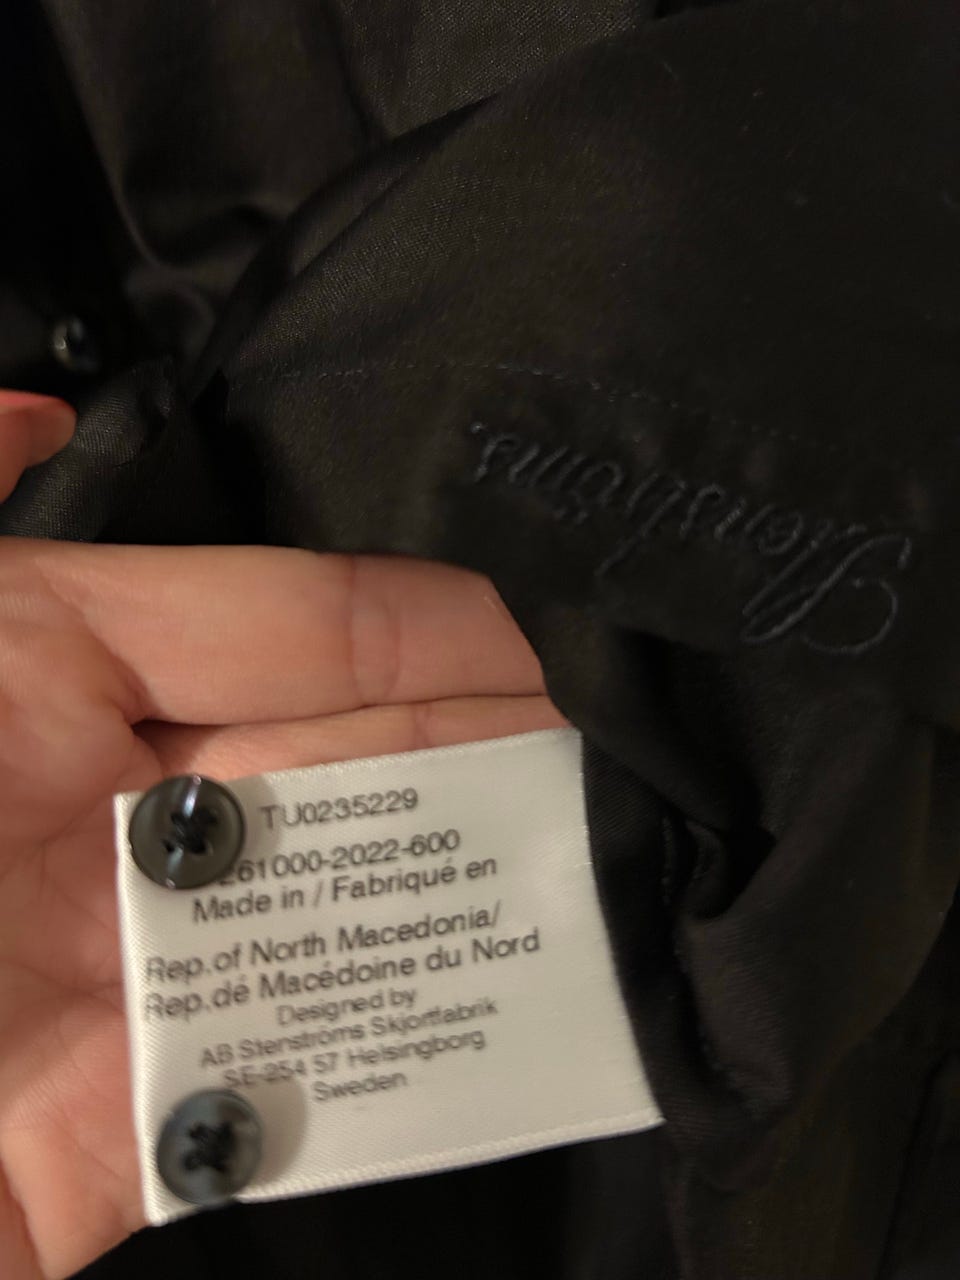 Stenströms.
TU0235229
261000-2022-600
Made in / Fabriqué en
Rep.of North Macedonia/
Rep.dé Macédoine du Nord
Designed by
AB Stenströms Skjortfabrik
SE-254 57 Helsingborg
Sweden